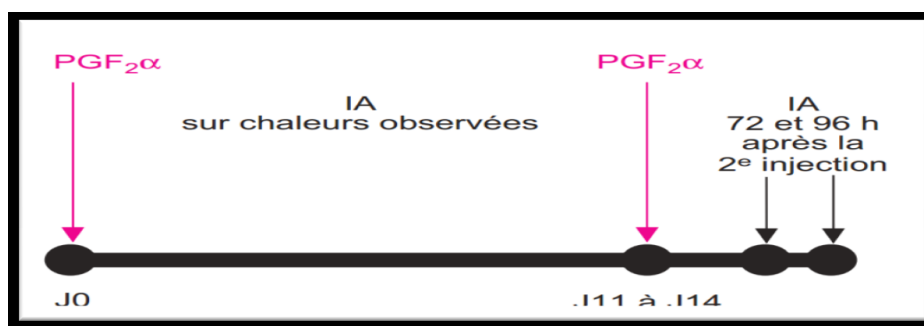 PGF₂α
PGF₂α
IA
sur chaleurs observées
IA
72 et 96 h
après la
2ᵉ injection
J0
J11 à J14